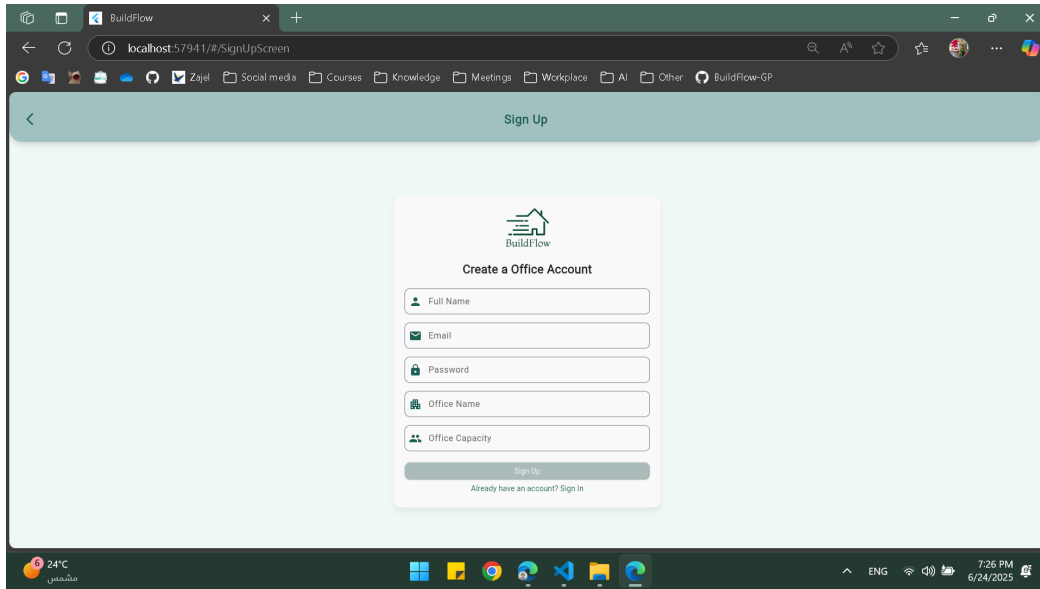 BuildFlow
localhost:57941/#/SignUpScreen
Zajel Social media Courses Knowledge Meetings Workplace AI Other BuildFlow-GP
Sign Up
BuildFlow
Create a Office Account
Full Name
Email
Password
Office Name
Office Capacity
Sign Up
Already have an account? Sign In
6
24°C
مشمس
ENG
7:26 PM
6/24/2025